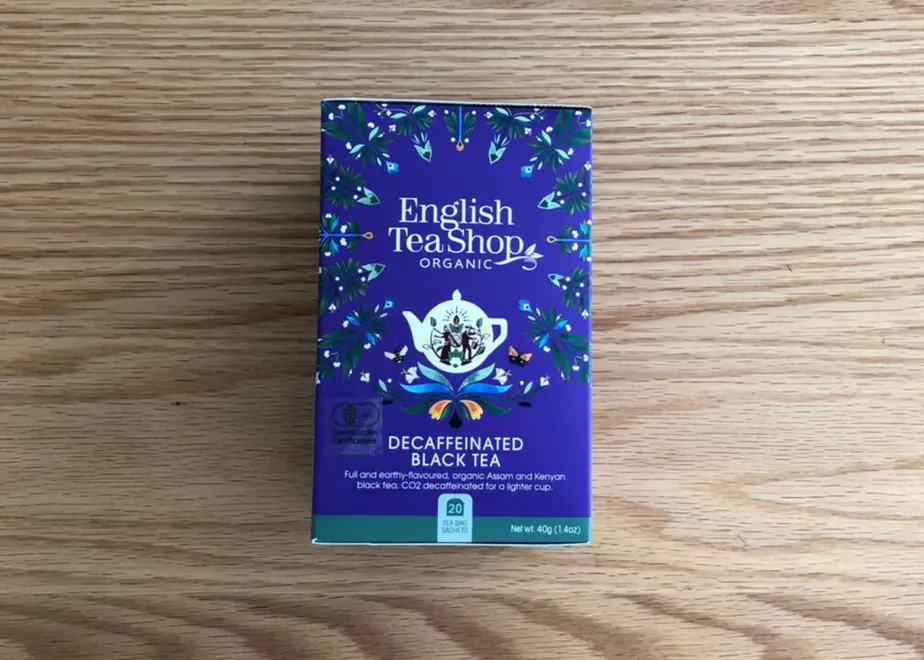 English
Tea Shop
ORGANIC
DECAFFEINATED
BLACK TEA
Full and earthy-flavoured, organic Assam and Kenyan
black tea, CO2 decaffeinated for a lighter cup.
20
TEA BAG
SACHETS
Net wt. 40g (1.4oz)